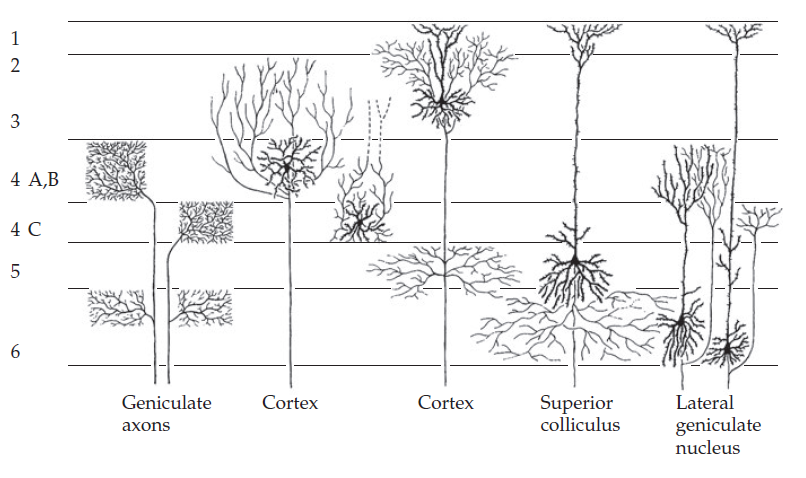 1
2
3
4 A,B
4 C
5
6
Geniculate axons
Cortex
Cortex
Superior colliculus
Lateral geniculate nucleus